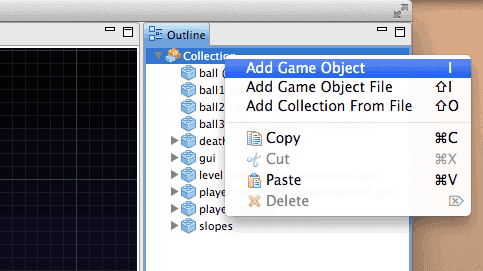 Outline
Collection
Add Game Object I
ball (
Add Game Object File ⇧I
ball1
Add Collection From File ⇧O
ball2
ball3
Copy ⌘C
death
Cut ⌘X
gui
level
Paste ⌘V
playe
Delete ⌦
playe
slopes